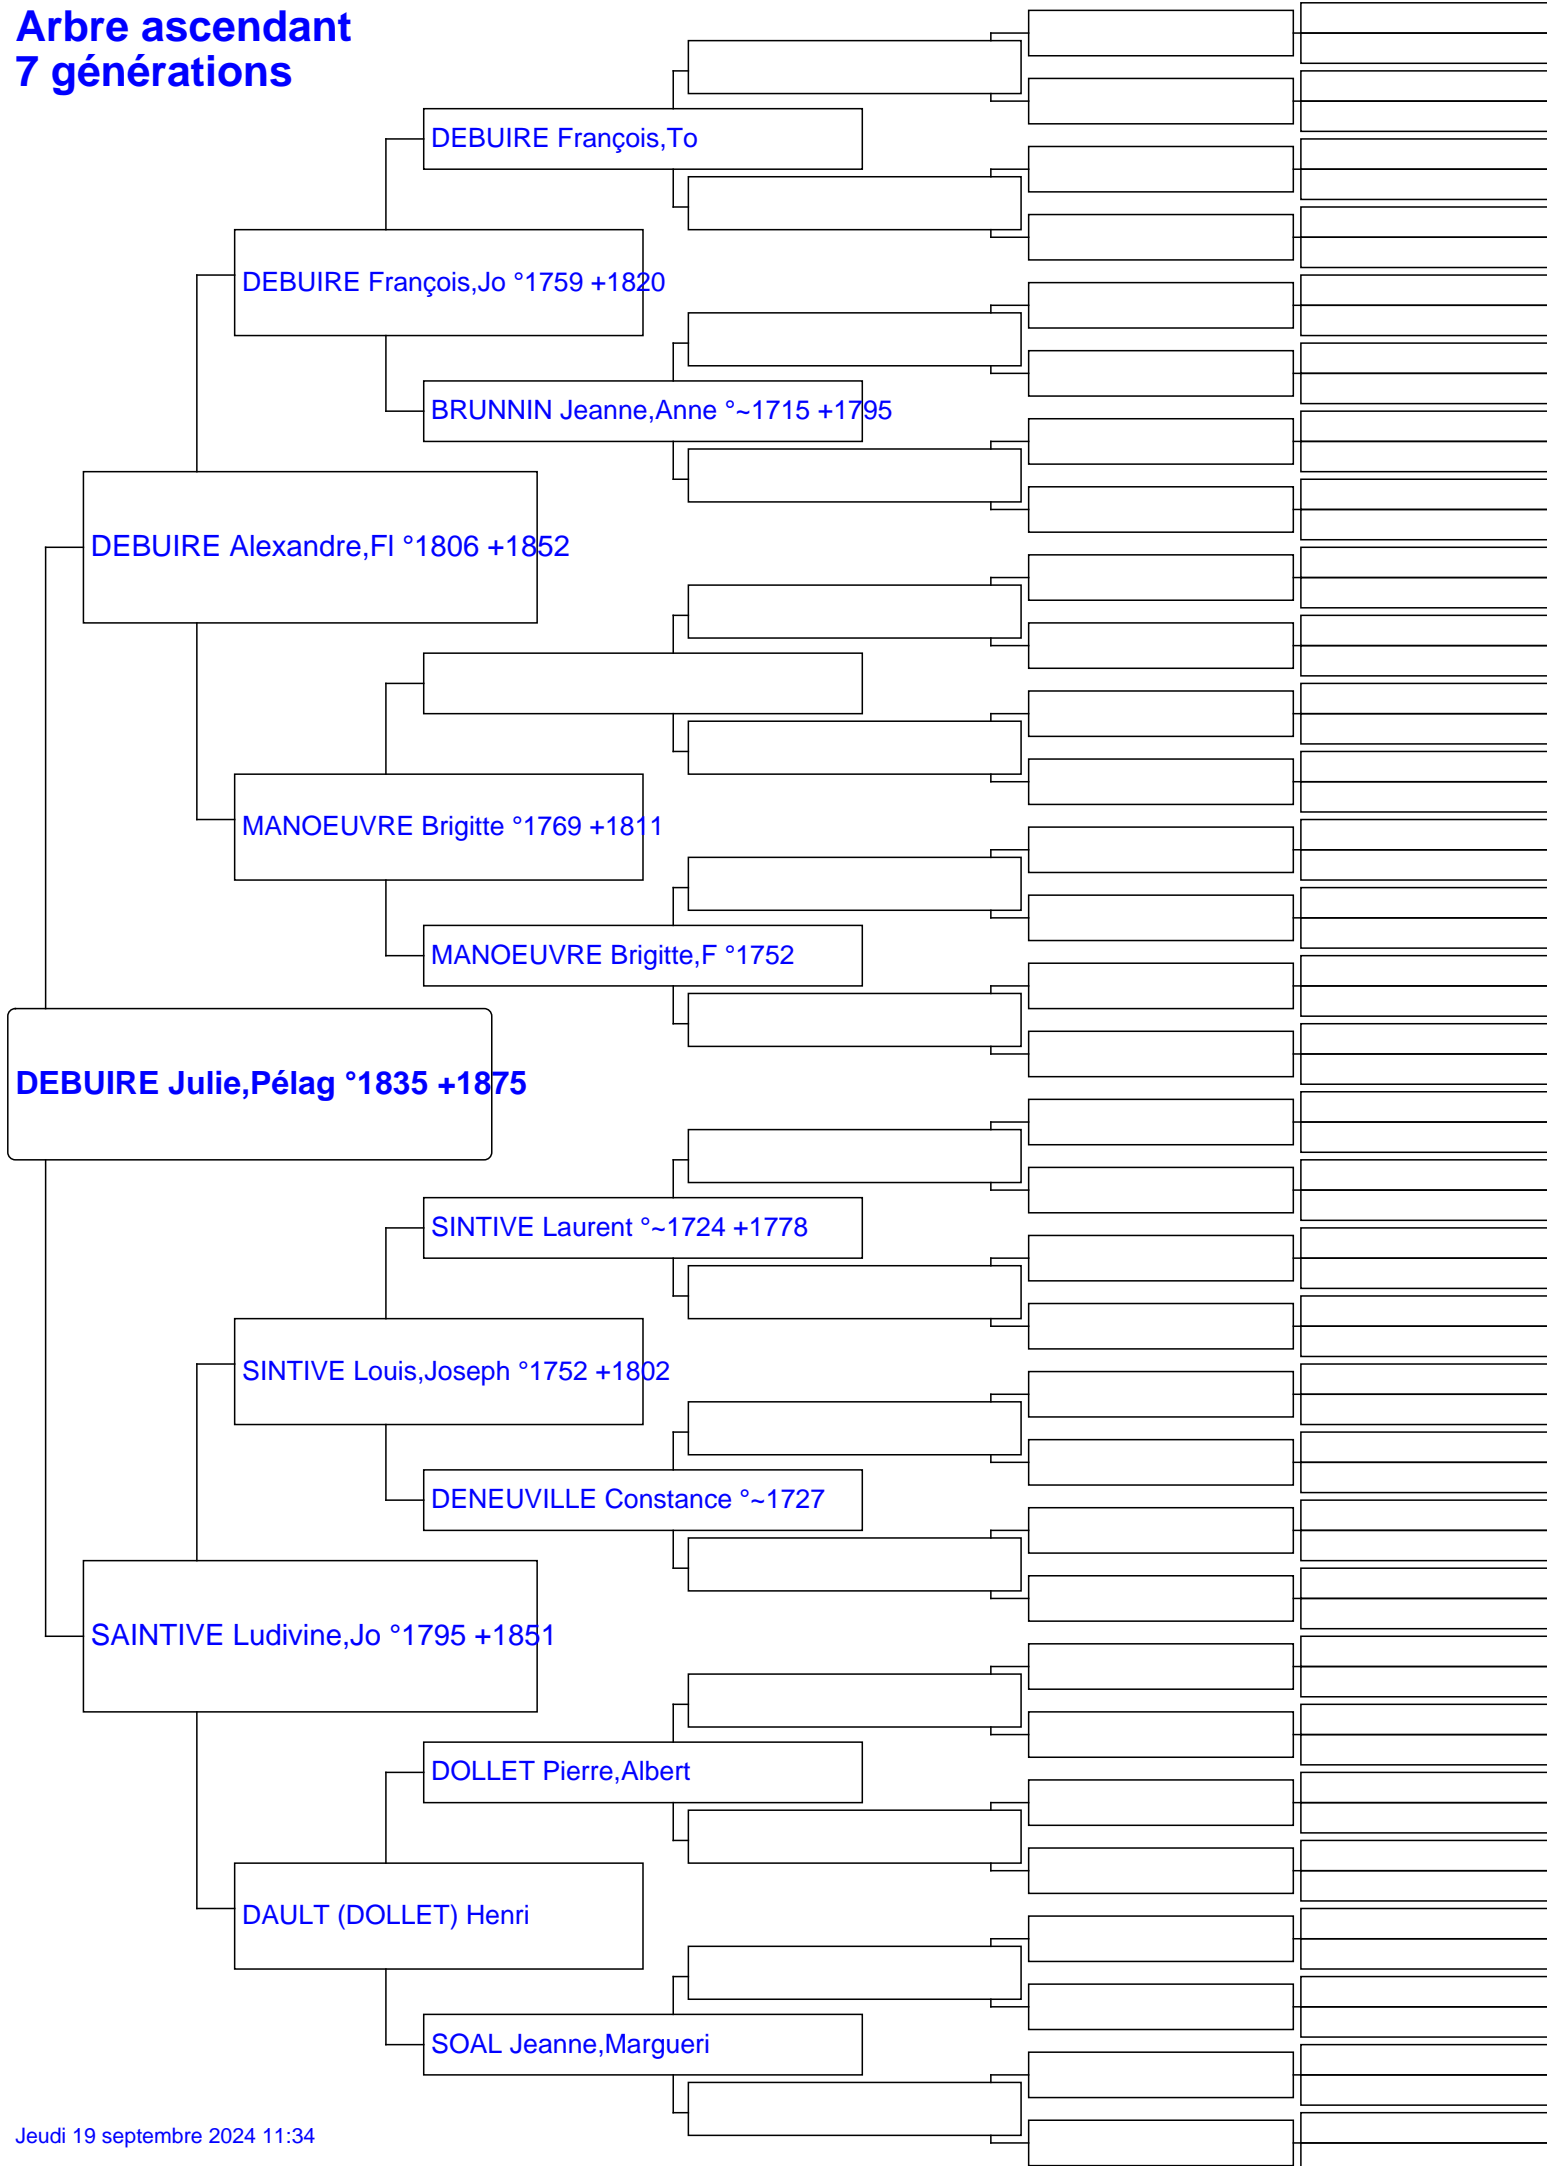 Arbre ascendant
7 générations
DEBUIRE François,To
DEBUIRE François,Jo °1759 +1820
BRUNNIN Jeanne,Anne °~1715 +1795
DEBUIRE Alexandre,Fl °1806 +1852
MANOEUVRE Brigitte °1769 +1811
MANOEUVRE Brigitte,F °1752
DEBUIRE Julie,Pélag °1835 +1875
SINTIVE Laurent °~1724 +1778
SINTIVE Louis,Joseph °1752 +1802
DENEUVILLE Constance °~1727
SAINTIVE Ludivine,Jo °1795 +1851
DOLLET Pierre,Albert
DAULT (DOLLET) Henri
SOAL Jeanne,Margueri
Jeudi 19 septembre 2024 11:34